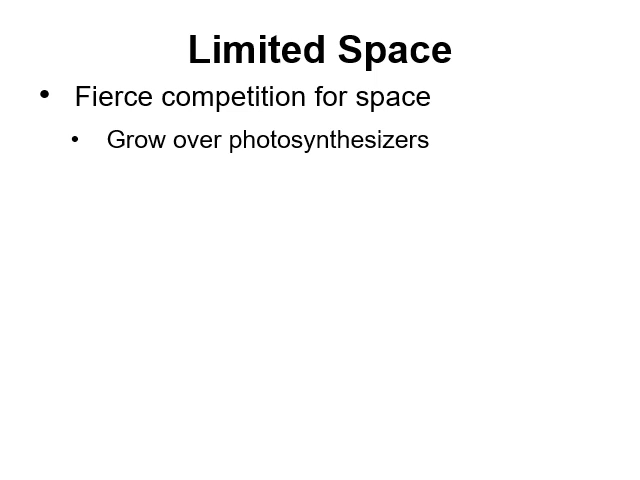 Limited Space
• Fierce competition for space
• Grow over photosynthesizers